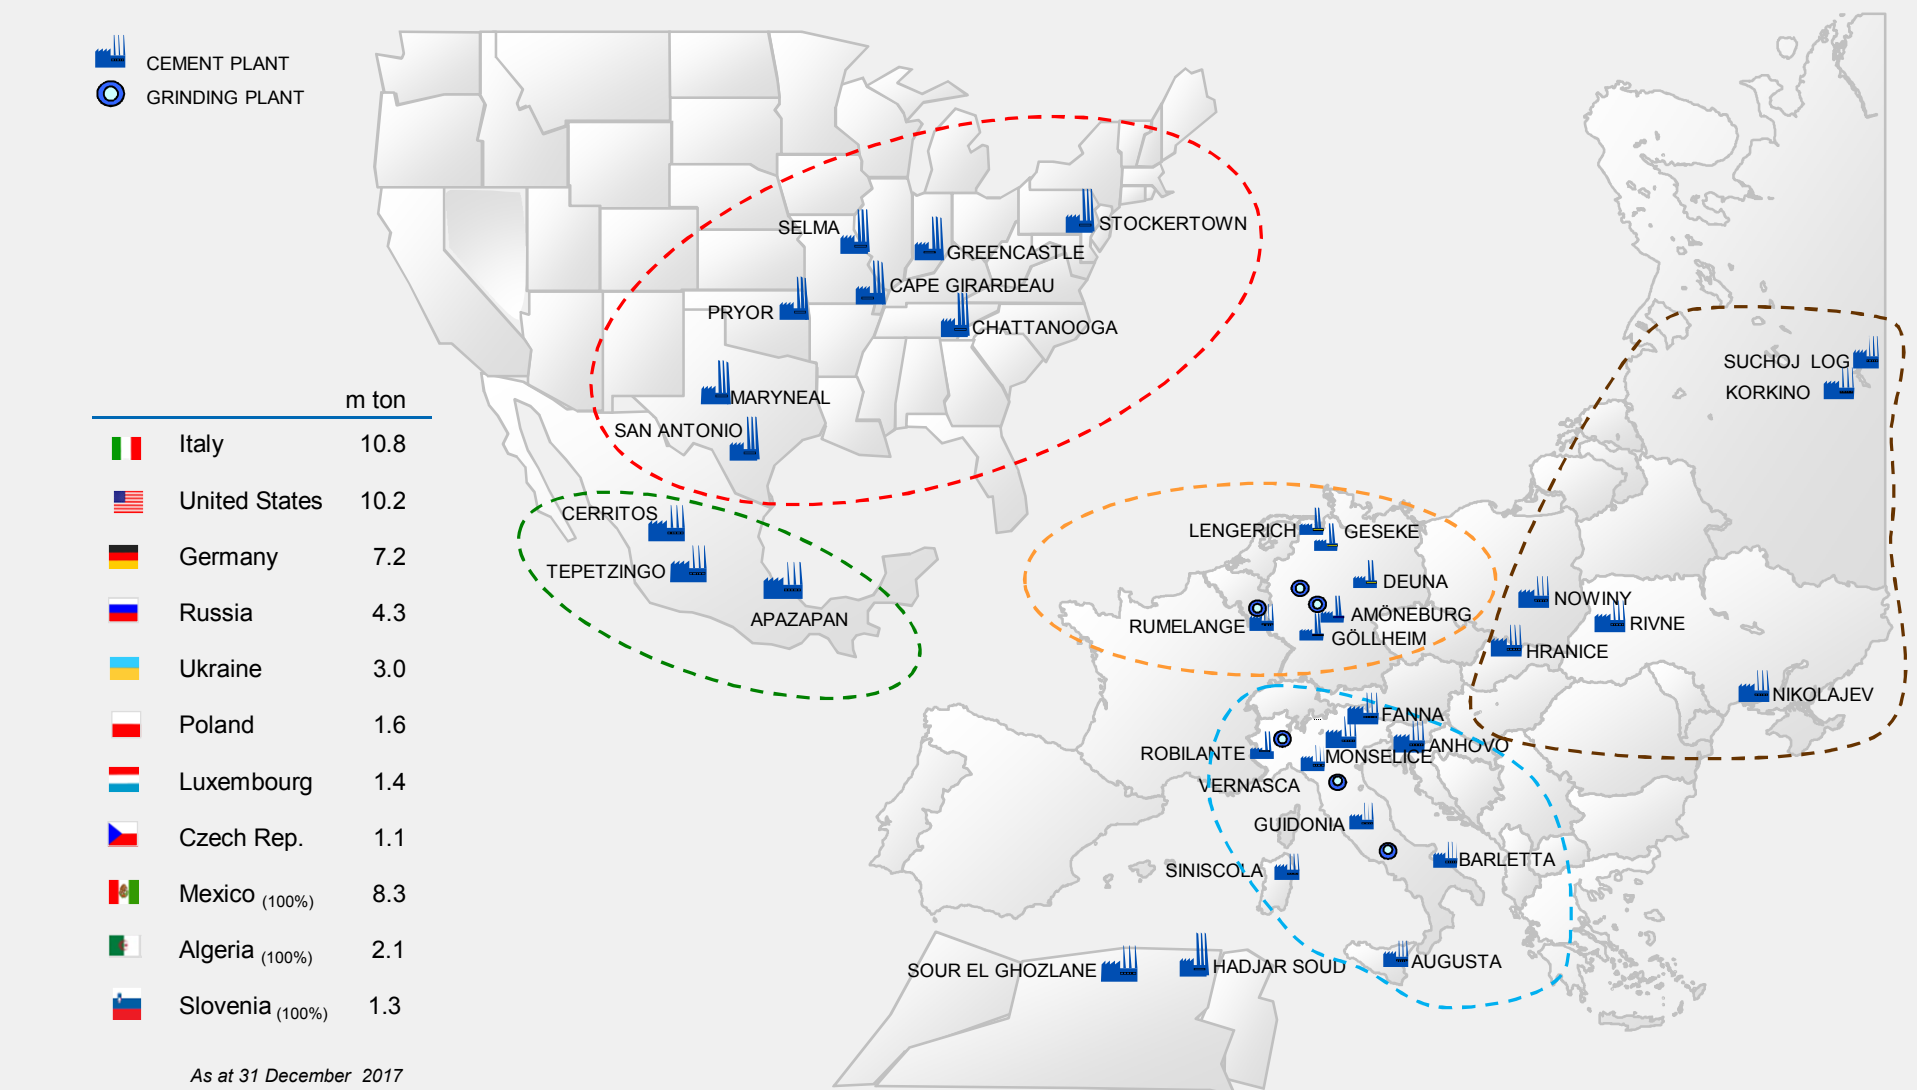 CEMENT PLANT
GRINDING PLANT
m ton
Italy 10.8
United States 10.2
Germany 7.2
Russia 4.3
Ukraine 3.0
Poland 1.6
Luxembourg 1.4
Czech Rep. 1.1
Mexico (100%) 8.3
Algeria (100%) 2.1
Slovenia (100%) 1.3
As at 31 December 2017
SELMA
STOCKERTOWN
GREENCASTLE
CAPE GIRARDEAU
PRYOR
CHATTANOOGA
MARYNEAL
SAN ANTONIO
CERRITOS
TEPETZINGO
APAZAPAN
LENGERICH
GESEKE
DEUNA
AMÖNEBURG
RUMELANGE
GÖLLHEIM
SUCHOJ LOG
KORKINO
NOWINY
RIVNE
HRANICE
NIKOLAJEV
FANNA
ROBILANTE
ANHOVO
MONSELICE
VERNASCA
GUIDONIA
BARLETTA
SINISCOLA
AUGUSTA
SOUR EL GHOZLANE
HADJAR SOUD